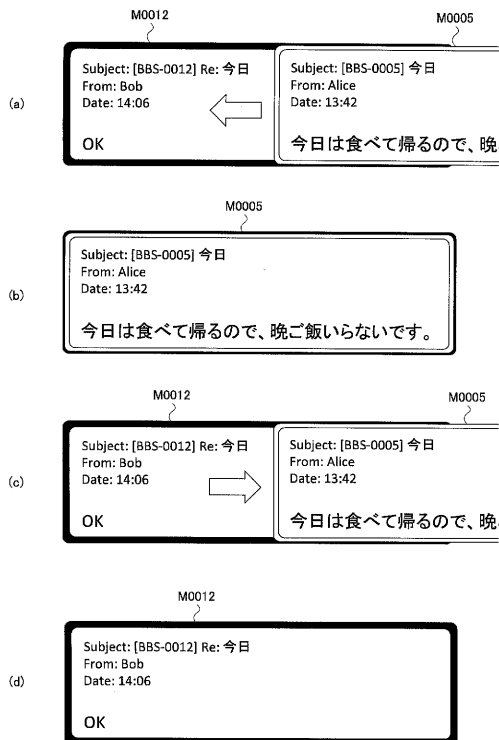 M0012
M0005
(a)
Subject: [BBS-0012] Re: 今日
From: Bob
Date: 14:06
OK
Subject: [BBS-0005] 今日
From: Alice
Date: 13:42
今日は食べて帰るので、晩
M0005
(b)
Subject: [BBS-0005] 今日
From: Alice
Date: 13:42
今日は食べて帰るので、晩ご飯いらないです。
M0012
M0005
(c)
Subject: [BBS-0012] Re: 今日
From: Bob
Date: 14:06
OK
Subject: [BBS-0005] 今日
From: Alice
Date: 13:42
今日は食べて帰るので、晩
M0012
(d)
Subject: [BBS-0012] Re: 今日
From: Bob
Date: 14:06
OK